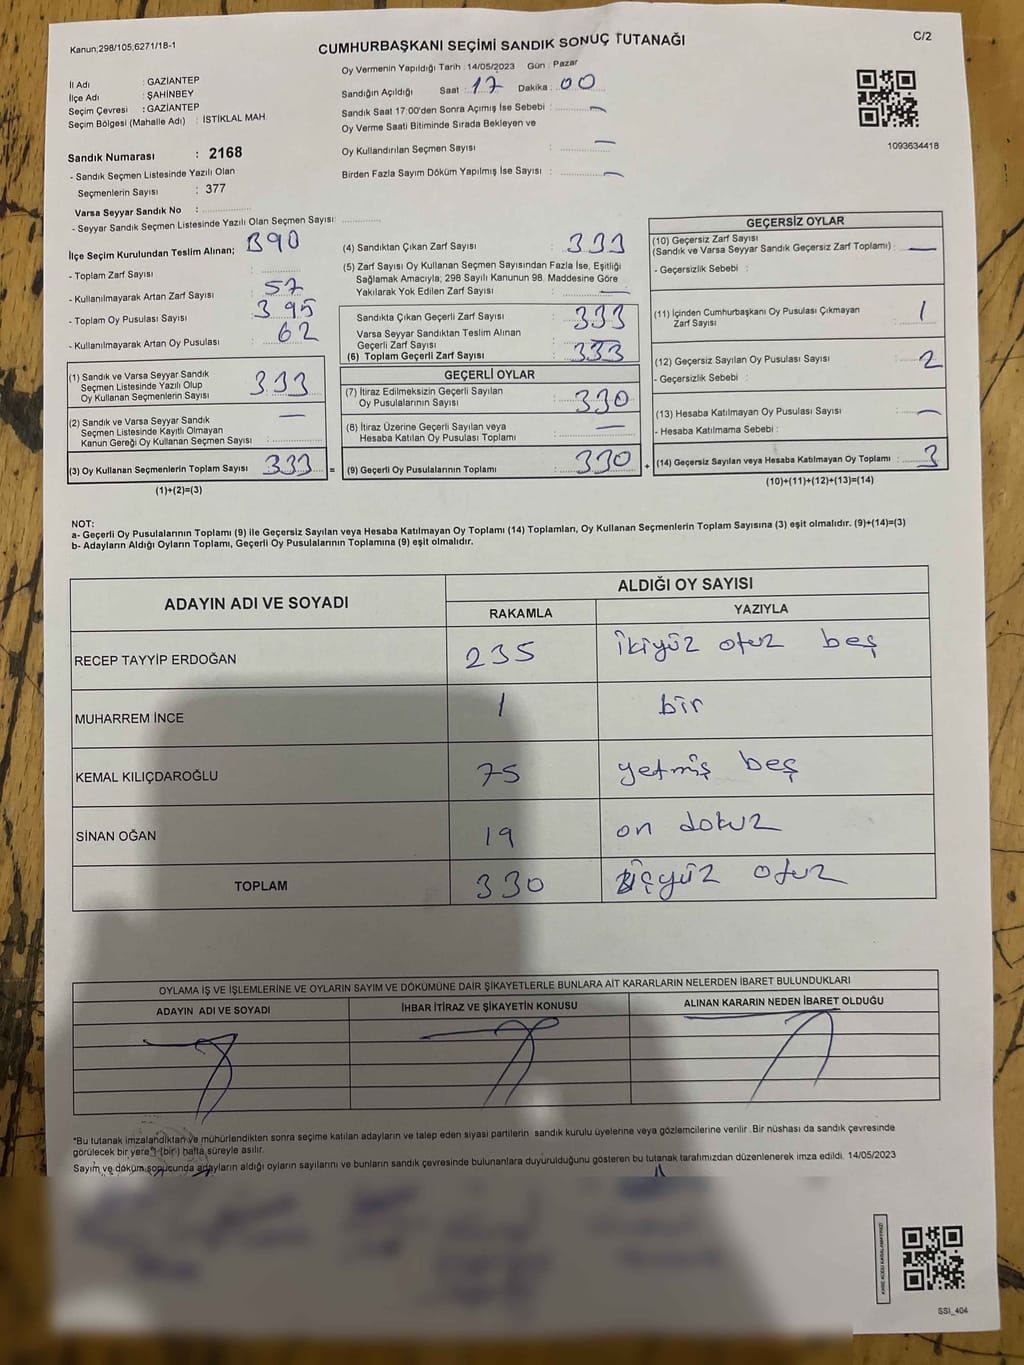 Kanun;298/105;6271/18-1
C/2
CUMHURBAŞKANI SEÇİMİ SANDIK SONUÇ TUTANAĞI
Oy Vermenin Yapıldığı Tarih : 14/05/2023 Gün : Pazar
İl Adı : GAZİANTEP
İlçe Adı : ŞAHİNBEY
Seçim Çevresi : GAZİANTEP
Seçim Bölgesi (Mahalle Adı) : İSTİKLAL MAH.
Sandığın Açıldığı Saat : 17 Dakika : 00
Sandık Saat 17:00'den Sonra Açımış İse Sebebi : —
Oy Verme Saati Bitiminde Sırada Bekleyen ve
Oy Kullandırılan Seçmen Sayısı : —
Birden Fazla Sayım Döküm Yapılmış İse Sayısı : —
1093634418
Sandık Numarası : 2168
- Sandık Seçmen Listesinde Yazılı Olan
Seçmenlerin Sayısı : 377
Varsa Seyyar Sandık No :
- Seyyar Sandık Seçmen Listesinde Yazılı Olan Seçmen Sayısı:
İlçe Seçim Kurulundan Teslim Alınan; 390
- Toplam Zarf Sayısı :
- Kullanılmayarak Artan Zarf Sayısı : 57
- Toplam Oy Pusulası Sayısı : 395
- Kullanılmayarak Artan Oy Pusulası : 62
(1) Sandık ve Varsa Seyyar Sandık
Seçmen Listesinde Yazılı Olup
Oy Kullanan Seçmenlerin Sayısı : 333
(2) Sandık ve Varsa Seyyar Sandık
Seçmen Listesinde Kayıtlı Olmayan
Kanun Gereği Oy Kullanan Seçmen Sayısı : —
(3) Oy Kullanan Seçmenlerin Toplam Sayısı : 333 =
(1)+(2)=(3)
(4) Sandıktan Çıkan Zarf Sayısı : 333
(5) Zarf Sayısı Oy Kullanan Seçmen Sayısından Fazla İse, Eşitliği
Sağlamak Amacıyla; 298 Sayılı Kanunun 98. Maddesine Göre
Yakılarak Yok Edilen Zarf Sayısı : —
Sandıkta Çıkan Geçerli Zarf Sayısı : 333
Varsa Seyyar Sandıktan Teslim Alınan
Geçerli Zarf Sayısı : —
(6) Toplam Geçerli Zarf Sayısı : 333
GEÇERLİ OYLAR
(7) İtiraz Edilmeksizin Geçerli Sayılan
Oy Pusulalarının Sayısı : 330
(8) İtiraz Üzerine Geçerli Sayılan veya
Hesaba Katılan Oy Pusulası Toplamı : —
(9) Geçerli Oy Pusulalarının Toplamı : 330 +
GEÇERSİZ OYLAR
(10) Geçersiz Zarf Sayısı
(Sandık ve Varsa Seyyar Sandık Geçersiz Zarf Toplamı) : —
- Geçersizlik Sebebi :
(11) İçinden Cumhurbaşkanı Oy Pusulası Çıkmayan
Zarf Sayısı : 1
(12) Geçersiz Sayılan Oy Pusulası Sayısı : 2
- Geçersizlik Sebebi :
(13) Hesaba Katılmayan Oy Pusulası Sayısı : —
- Hesaba Katılmama Sebebi :
(14) Geçersiz Sayılan veya Hesaba Katılmayan Oy Toplamı : 3
(10)+(11)+(12)+(13)=(14)
NOT:
a- Geçerli Oy Pusulalarının Toplamı (9) ile Geçersiz Sayılan veya Hesaba Katılmayan Oy Toplamı (14) Toplamları, Oy Kullanan Seçmenlerin Toplam Sayısına (3) eşit olmalıdır. (9)+(14)=(3)
b- Adayların Aldığı Oyların Toplamı, Geçerli Oy Pusulalarının Toplamına (9) eşit olmalıdır.
ADAYIN ADI VE SOYADI ALDIĞI OY SAYISI
RAKAMLA YAZIYLA
RECEP TAYYİP ERDOĞAN 235 ikiyüz otuz beş
MUHARREM İNCE 1 bir
KEMAL KILIÇDAROĞLU 75 yetmiş beş
SİNAN OĞAN 19 on dokuz
TOPLAM 330 üçyüz otuz
OYLAMA İŞ VE İŞLEMLERİNE VE OYLARIN SAYIM VE DÖKÜMÜNE DAİR ŞİKAYETLERLE BUNLARA AİT KARARLARIN NELERDEN İBARET BULUNDUKLARI
ADAYIN ADI VE SOYADI İHBAR İTİRAZ VE ŞİKAYETİN KONUSU ALINAN KARARIN NEDEN İBARET OLDUĞU
*Bu tutanak imzalandıktan ve mühürlendikten sonra seçime katılan adayların ve talep eden siyasi partilerin sandık kurulu üyelerine veya gözlemcilerine verilir .Bir nüshası da sandık çevresinde
görülecek bir yere 1 (bir) hafta süreyle asılır.
Sayım ve döküm sonucunda adayların aldığı oyların sayılarını ve bunların sandık çevresinde bulunanlara duyurulduğunu gösteren bu tutanak tarafımızdan düzenlenerek imza edildi. 14/05/2023
SSI_404